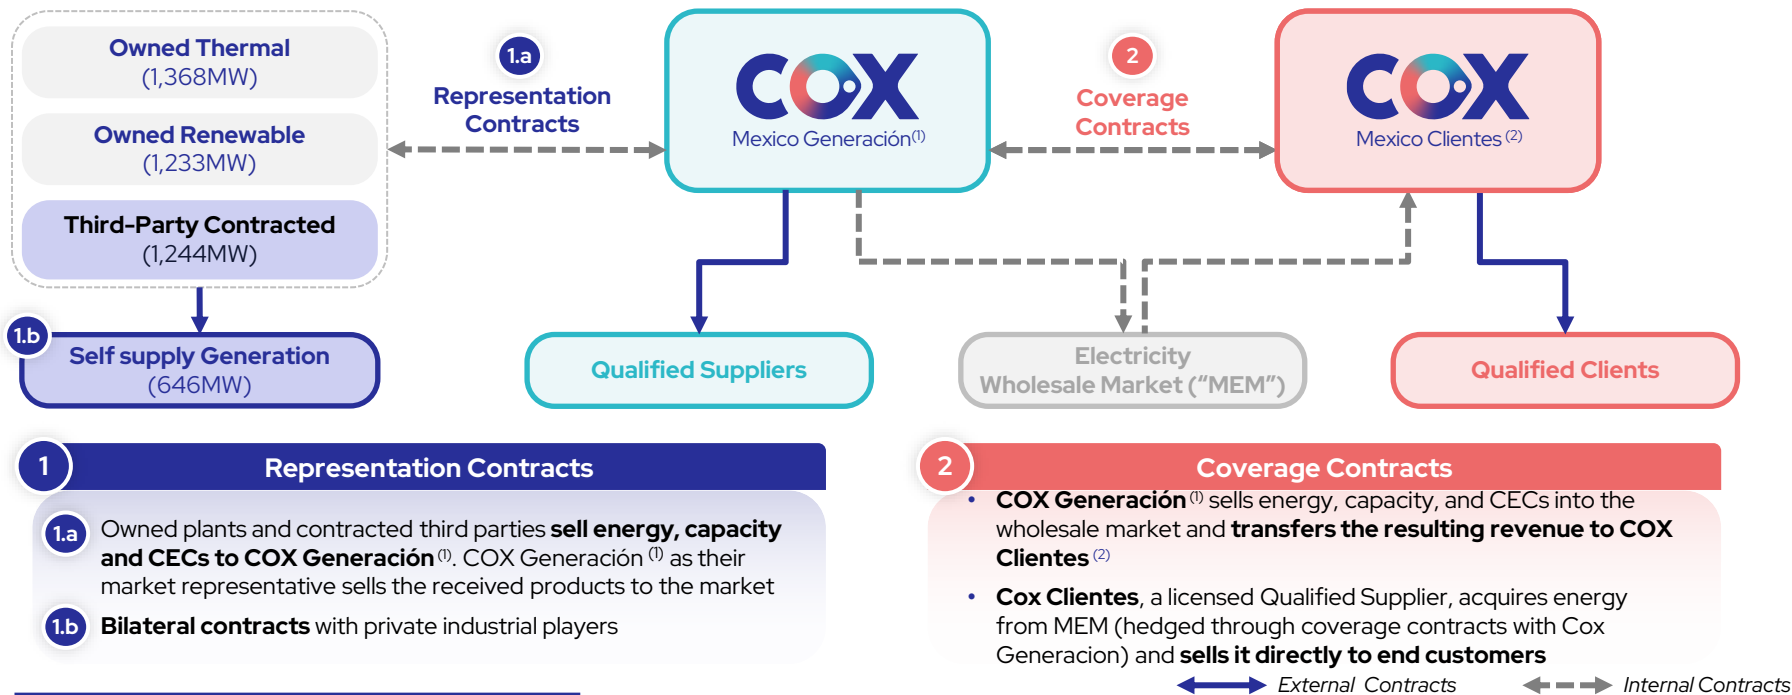 Owned Thermal
(1,368MW)
Owned Renewable
(1,233MW)
Third-Party Contracted
(1,244MW)
1.b
Self supply Generation
(646MW)
1.a
Representation
Contracts
COX
Mexico Generación(1)
2
Coverage
Contracts
COX
Mexico Clientes (2)
Qualified Suppliers
Electricity
Wholesale Market (“MEM”)
Qualified Clients
1
Representation Contracts
1.a
Owned plants and contracted third parties sell energy, capacity
and CECs to COX Generación (1). COX Generación (1) as their
market representative sells the received products to the market
1.b
Bilateral contracts with private industrial players
2
Coverage Contracts
• COX Generación (1) sells energy, capacity, and CECs into the
wholesale market and transfers the resulting revenue to COX
Clientes (2)
• Cox Clientes, a licensed Qualified Supplier, acquires energy
from MEM (hedged through coverage contracts with Cox
Generacion) and sells it directly to end customers
External Contracts
Internal Contracts